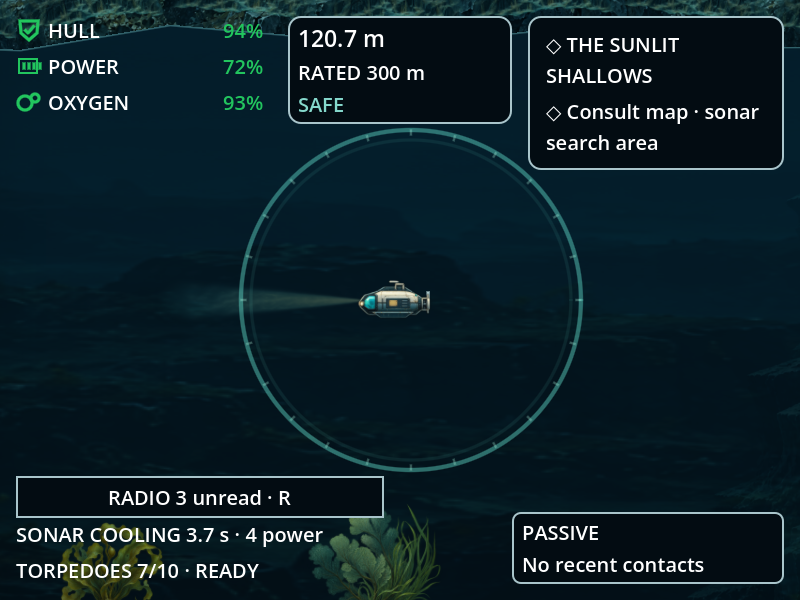 HULL 94%
POWER 72%
OXYGEN 93%
120.7 m
RATED 300 m
SAFE
◇ THE SUNLIT
SHALLOWS
◇ Consult map · sonar
search area
RADIO 3 unread · R
SONAR COOLING 3.7 s · 4 power
TORPEDOES 7/10 · READY
PASSIVE
No recent contacts